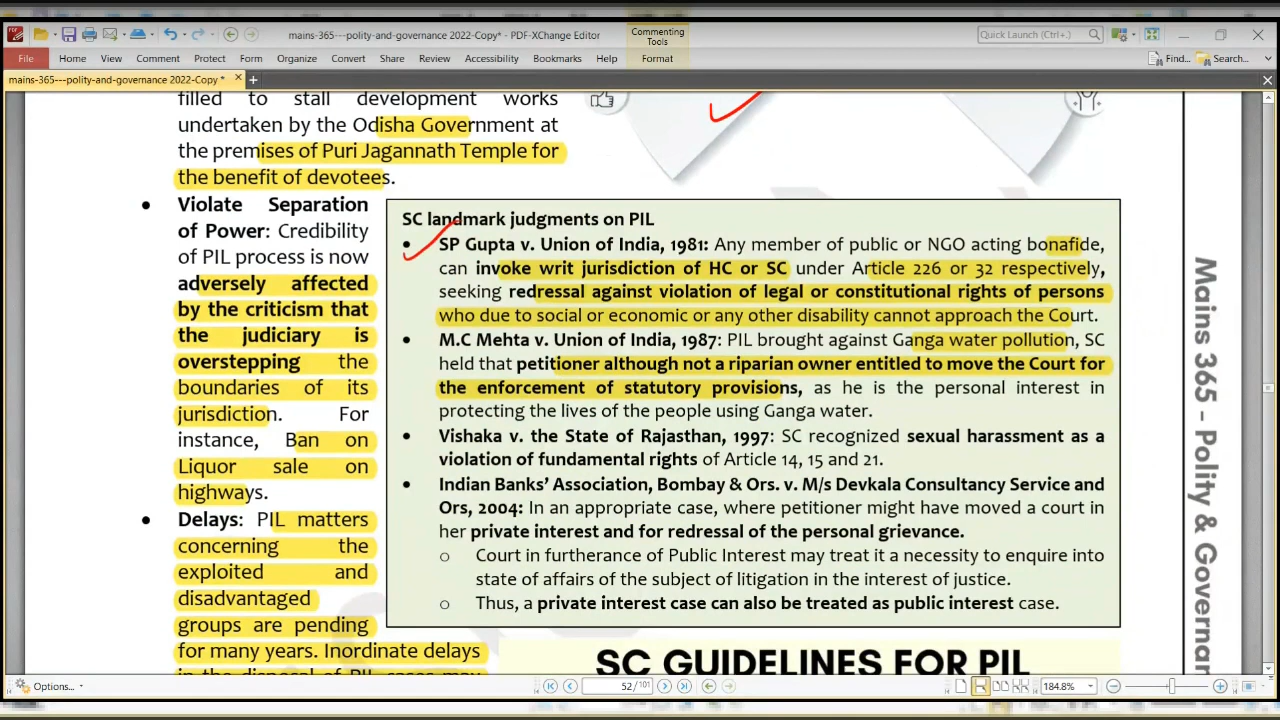 mains-365---polity-and-governance 2022-Copy* - PDF-XChange Editor
Commenting Tools
Quick Launch (Ctrl+.)
File Home View Comment Protect Form Organize Convert Share Review Accessibility Bookmarks Help Format
Find... Search...
mains-365---polity-and-governance 2022-Copy *
filled to stall development works
undertaken by the Odisha Government at
the premises of Puri Jagannath Temple for
the benefit of devotees.
• Violate Separation
of Power: Credibility
of PIL process is now
adversely affected
by the criticism that
the judiciary is
overstepping the
boundaries of its
jurisdiction. For
instance, Ban on
Liquor sale on
highways.
• Delays: PIL matters
concerning the
exploited and
disadvantaged
groups are pending
for many years. Inordinate delays
in the disposal of PIL cases may
SC landmark judgments on PIL
• SP Gupta v. Union of India, 1981: Any member of public or NGO acting bonafide,
can invoke writ jurisdiction of HC or SC under Article 226 or 32 respectively,
seeking redressal against violation of legal or constitutional rights of persons
who due to social or economic or any other disability cannot approach the Court.
• M.C Mehta v. Union of India, 1987: PIL brought against Ganga water pollution, SC
held that petitioner although not a riparian owner entitled to move the Court for
the enforcement of statutory provisions, as he is the personal interest in
protecting the lives of the people using Ganga water.
• Vishaka v. the State of Rajasthan, 1997: SC recognized sexual harassment as a
violation of fundamental rights of Article 14, 15 and 21.
• Indian Banks' Association, Bombay & Ors. v. M/s Devkala Consultancy Service and
Ors, 2004: In an appropriate case, where petitioner might have moved a court in
her private interest and for redressal of the personal grievance.
o Court in furtherance of Public Interest may treat it a necessity to enquire into
state of affairs of the subject of litigation in the interest of justice.
o Thus, a private interest case can also be treated as public interest case.
SC GUIDELINES FOR PIL
Mains 365 - Polity & Governan
Options...
52 / 101
184.8%